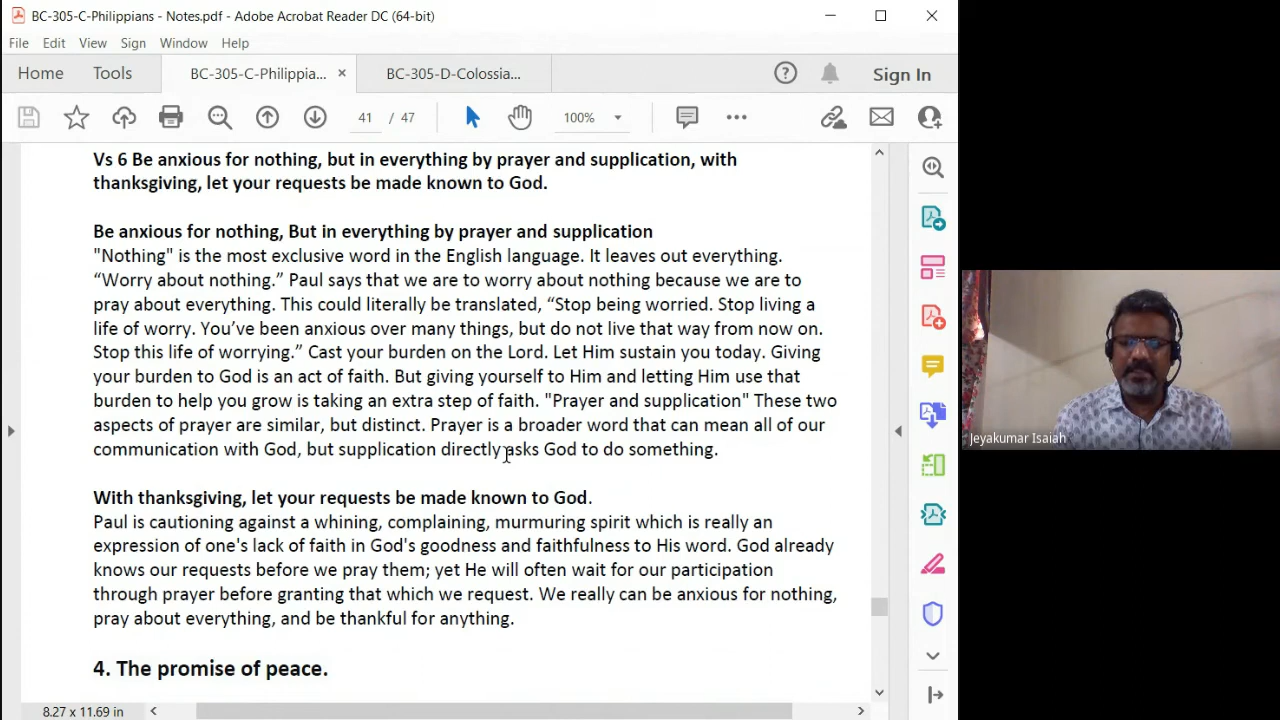 BC-305-C-Philippians - Notes.pdf - Adobe Acrobat Reader DC (64-bit)
File Edit View Sign Window Help
Home Tools BC-305-C-Philippia... × BC-305-D-Colossia... Sign In
41 / 47 100%
Vs 6 Be anxious for nothing, but in everything by prayer and supplication, with
thanksgiving, let your requests be made known to God.
Be anxious for nothing, But in everything by prayer and supplication
"Nothing" is the most exclusive word in the English language. It leaves out everything.
“Worry about nothing.” Paul says that we are to worry about nothing because we are to
pray about everything. This could literally be translated, “Stop being worried. Stop living a
life of worry. You’ve been anxious over many things, but do not live that way from now on.
Stop this life of worrying.” Cast your burden on the Lord. Let Him sustain you today. Giving
your burden to God is an act of faith. But giving yourself to Him and letting Him use that
burden to help you grow is taking an extra step of faith. "Prayer and supplication" These two
aspects of prayer are similar, but distinct. Prayer is a broader word that can mean all of our
communication with God, but supplication directly asks God to do something.
With thanksgiving, let your requests be made known to God.
Paul is cautioning against a whining, complaining, murmuring spirit which is really an
expression of one's lack of faith in God's goodness and faithfulness to His word. God already
knows our requests before we pray them; yet He will often wait for our participation
through prayer before granting that which we request. We really can be anxious for nothing,
pray about everything, and be thankful for anything.
4. The promise of peace.
8.27 x 11.69 in
Jeyakumar Isaiah